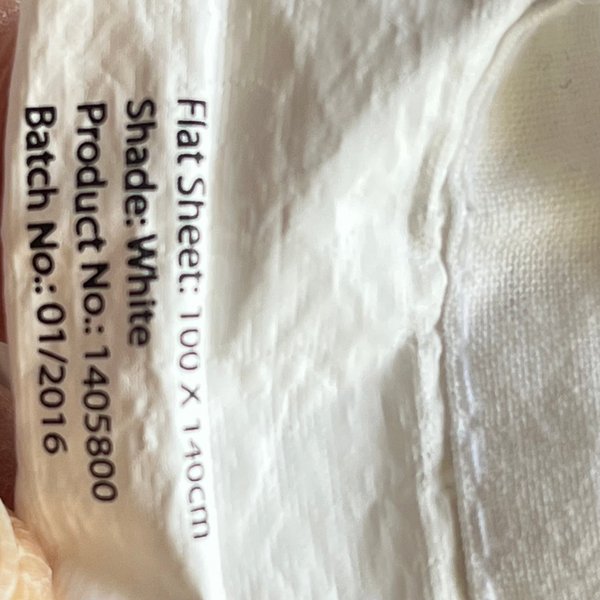 Flat Sheet: 100 X 140cm
Shade: White
Product No.: 1405800
Batch No.: 01/2016